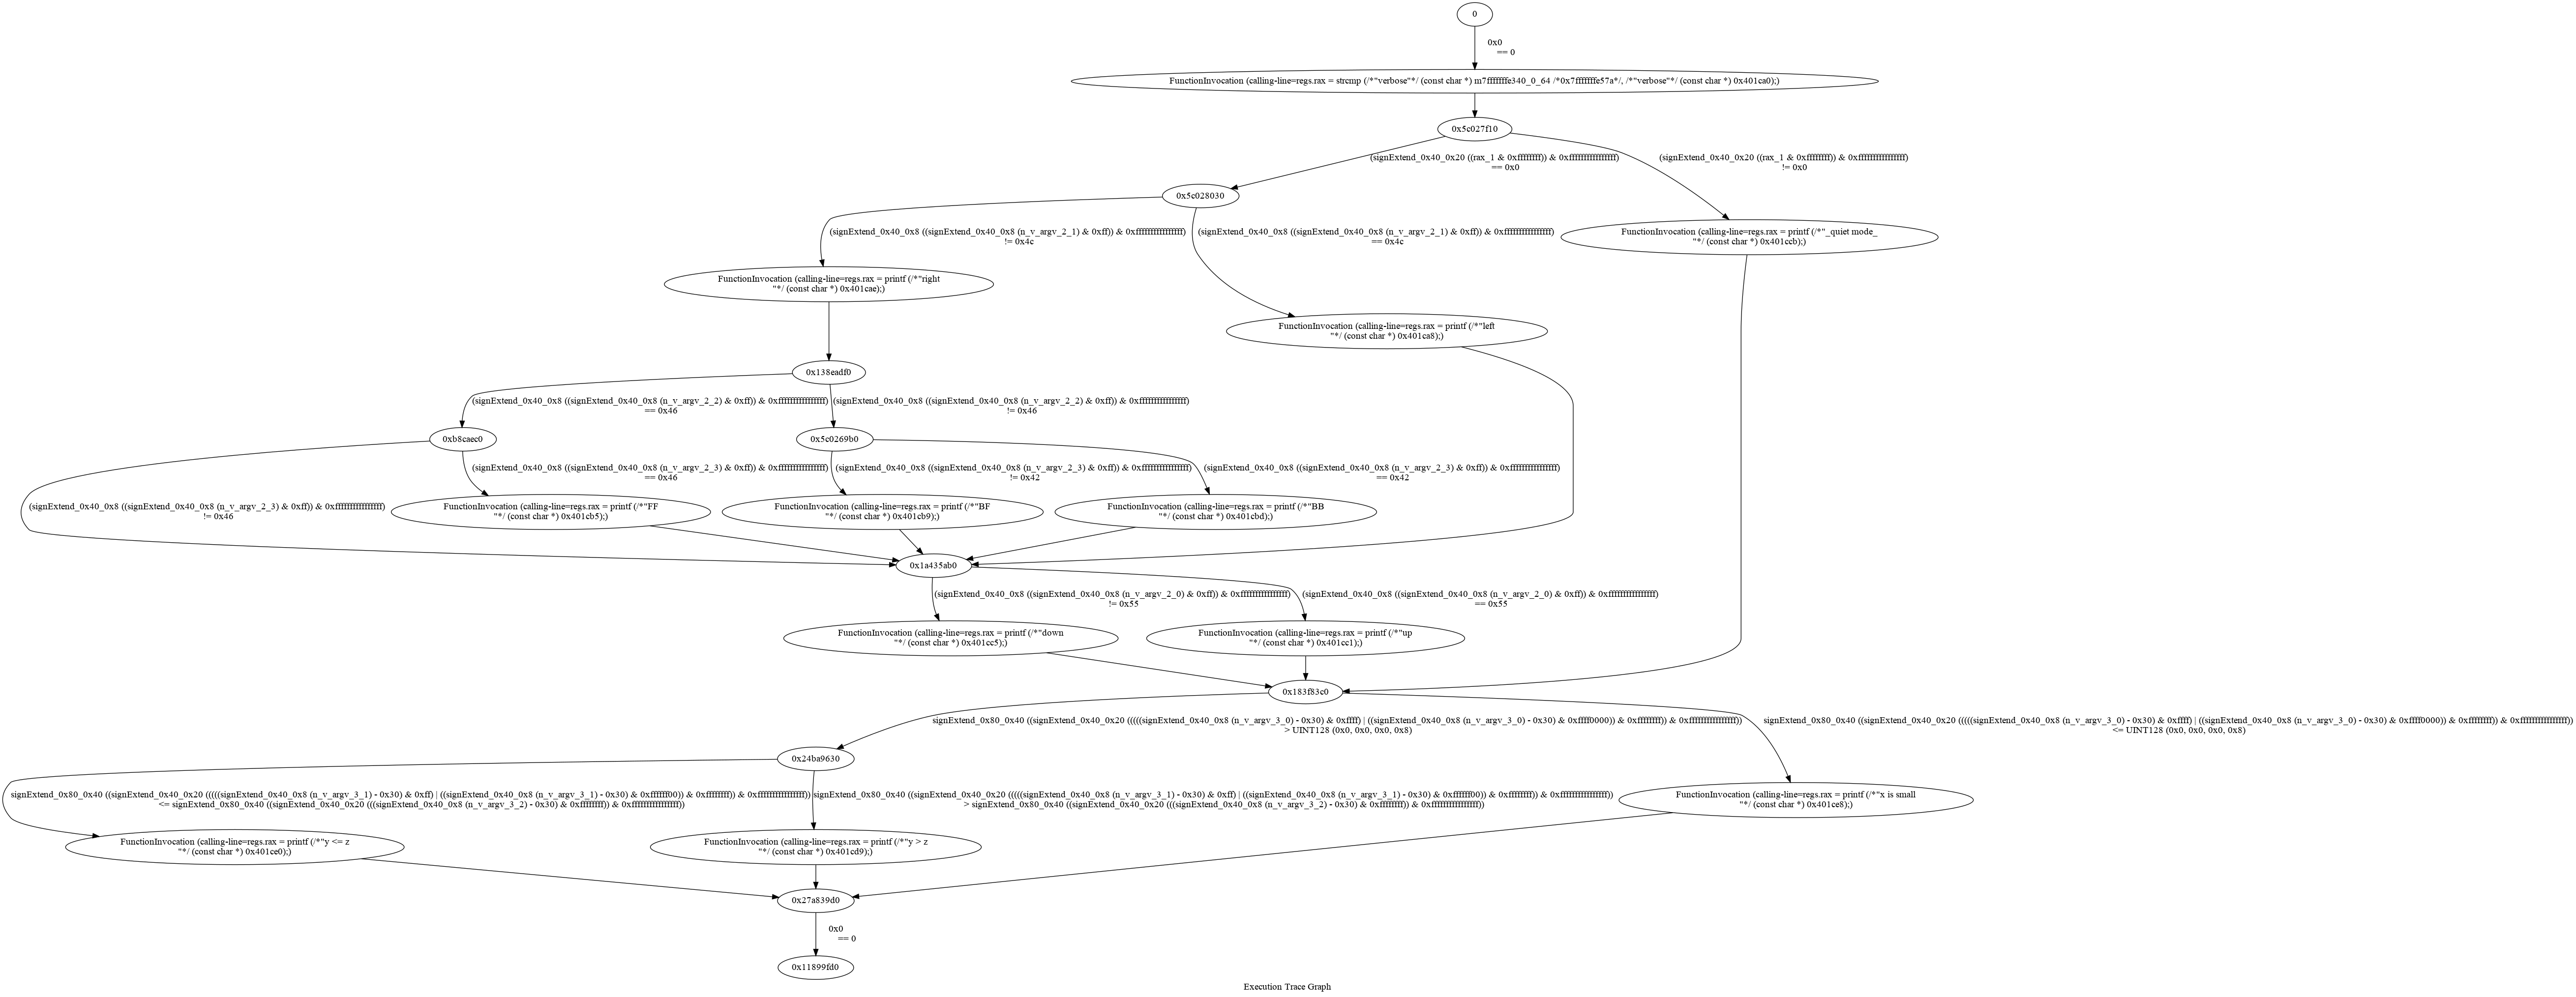 0
0x0
== 0
FunctionInvocation (calling-line=regs.rax = strcmp (/*"verbose"*/ (const char *) m7fffffffe340_0_64 /*0x7fffffffe57a*/, /*"verbose"*/ (const char *) 0x401ca0);)
0x5c027f10
(signExtend_0x40_0x20 ((rax_1 & 0xffffffff)) & 0xffffffffffffffff)
== 0x0
(signExtend_0x40_0x20 ((rax_1 & 0xffffffff)) & 0xffffffffffffffff)
!= 0x0
0x5c028030
(signExtend_0x40_0x8 ((signExtend_0x40_0x8 (n_v_argv_2_1) & 0xff)) & 0xffffffffffffffff)
!= 0x4c
(signExtend_0x40_0x8 ((signExtend_0x40_0x8 (n_v_argv_2_1) & 0xff)) & 0xffffffffffffffff)
== 0x4c
FunctionInvocation (calling-line=regs.rax = printf (/*"_quiet mode_
"*/ (const char *) 0x401ccb);)
FunctionInvocation (calling-line=regs.rax = printf (/*"right
"*/ (const char *) 0x401cae);)
FunctionInvocation (calling-line=regs.rax = printf (/*"left
"*/ (const char *) 0x401ca8);)
0x138eadf0
(signExtend_0x40_0x8 ((signExtend_0x40_0x8 (n_v_argv_2_2) & 0xff)) & 0xffffffffffffffff)
== 0x46
(signExtend_0x40_0x8 ((signExtend_0x40_0x8 (n_v_argv_2_2) & 0xff)) & 0xffffffffffffffff)
!= 0x46
0xb8caec0
0x5c0269b0
(signExtend_0x40_0x8 ((signExtend_0x40_0x8 (n_v_argv_2_3) & 0xff)) & 0xffffffffffffffff)
== 0x46
(signExtend_0x40_0x8 ((signExtend_0x40_0x8 (n_v_argv_2_3) & 0xff)) & 0xffffffffffffffff)
!= 0x42
(signExtend_0x40_0x8 ((signExtend_0x40_0x8 (n_v_argv_2_3) & 0xff)) & 0xffffffffffffffff)
== 0x42
(signExtend_0x40_0x8 ((signExtend_0x40_0x8 (n_v_argv_2_3) & 0xff)) & 0xffffffffffffffff)
!= 0x46
FunctionInvocation (calling-line=regs.rax = printf (/*"FF
"*/ (const char *) 0x401cb5);)
FunctionInvocation (calling-line=regs.rax = printf (/*"BF
"*/ (const char *) 0x401cb9);)
FunctionInvocation (calling-line=regs.rax = printf (/*"BB
"*/ (const char *) 0x401cbd);)
0x1a435ab0
(signExtend_0x40_0x8 ((signExtend_0x40_0x8 (n_v_argv_2_0) & 0xff)) & 0xffffffffffffffff)
!= 0x55
(signExtend_0x40_0x8 ((signExtend_0x40_0x8 (n_v_argv_2_0) & 0xff)) & 0xffffffffffffffff)
== 0x55
FunctionInvocation (calling-line=regs.rax = printf (/*"down
"*/ (const char *) 0x401cc5);)
FunctionInvocation (calling-line=regs.rax = printf (/*"up
"*/ (const char *) 0x401cc1);)
0x183f83c0
signExtend_0x80_0x40 ((signExtend_0x40_0x20 (((((signExtend_0x40_0x8 (n_v_argv_3_0) - 0x30) & 0xffff) | ((signExtend_0x40_0x8 (n_v_argv_3_0) - 0x30) & 0xffff0000)) & 0xffffffff)) & 0xffffffffffffffff))
> UINT128 (0x0, 0x0, 0x0, 0x8)
signExtend_0x80_0x40 ((signExtend_0x40_0x20 (((((signExtend_0x40_0x8 (n_v_argv_3_0) - 0x30) & 0xffff) | ((signExtend_0x40_0x8 (n_v_argv_3_0) - 0x30) & 0xffff0000)) & 0xffffffff)) & 0xffffffffffffffff))
<= UINT128 (0x0, 0x0, 0x0, 0x8)
0x24ba9630
signExtend_0x80_0x40 ((signExtend_0x40_0x20 (((((signExtend_0x40_0x8 (n_v_argv_3_1) - 0x30) & 0xff) | ((signExtend_0x40_0x8 (n_v_argv_3_1) - 0x30) & 0xffffff00)) & 0xffffffff)) & 0xffffffffffffffff))
<= signExtend_0x80_0x40 ((signExtend_0x40_0x20 (((signExtend_0x40_0x8 (n_v_argv_3_2) - 0x30) & 0xffffffff)) & 0xffffffffffffffff))
signExtend_0x80_0x40 ((signExtend_0x40_0x20 (((((signExtend_0x40_0x8 (n_v_argv_3_1) - 0x30) & 0xff) | ((signExtend_0x40_0x8 (n_v_argv_3_1) - 0x30) & 0xffffff00)) & 0xffffffff)) & 0xffffffffffffffff))
> signExtend_0x80_0x40 ((signExtend_0x40_0x20 (((signExtend_0x40_0x8 (n_v_argv_3_2) - 0x30) & 0xffffffff)) & 0xffffffffffffffff))
FunctionInvocation (calling-line=regs.rax = printf (/*"x is small
"*/ (const char *) 0x401ce8);)
FunctionInvocation (calling-line=regs.rax = printf (/*"y <= z
"*/ (const char *) 0x401ce0);)
FunctionInvocation (calling-line=regs.rax = printf (/*"y > z
"*/ (const char *) 0x401cd9);)
0x27a839d0
0x0
== 0
0x11899fd0
Execution Trace Graph